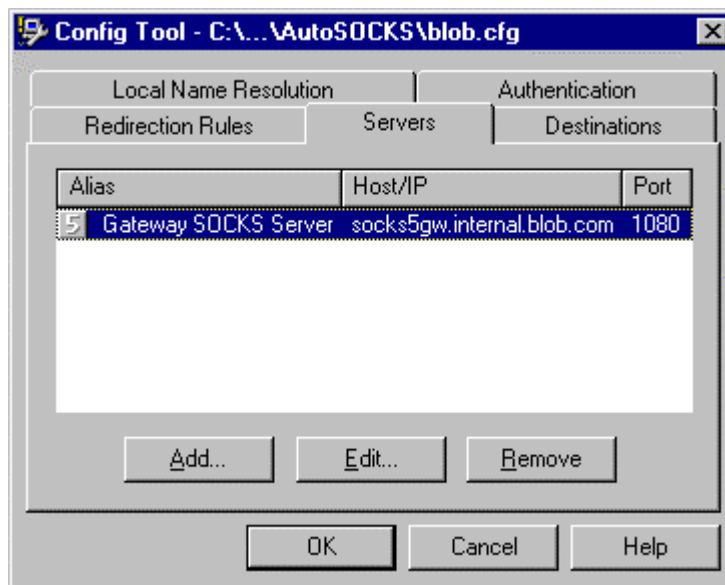 Config Tool - C:\...\AutoSOCKS\blob.cfg
Local Name Resolution Authentication
Redirection Rules Servers Destinations
Alias Host/IP Port
5 Gateway SOCKS Server socks5gw.internal.blob.com 1080
Add... Edit... Remove
OK Cancel Help